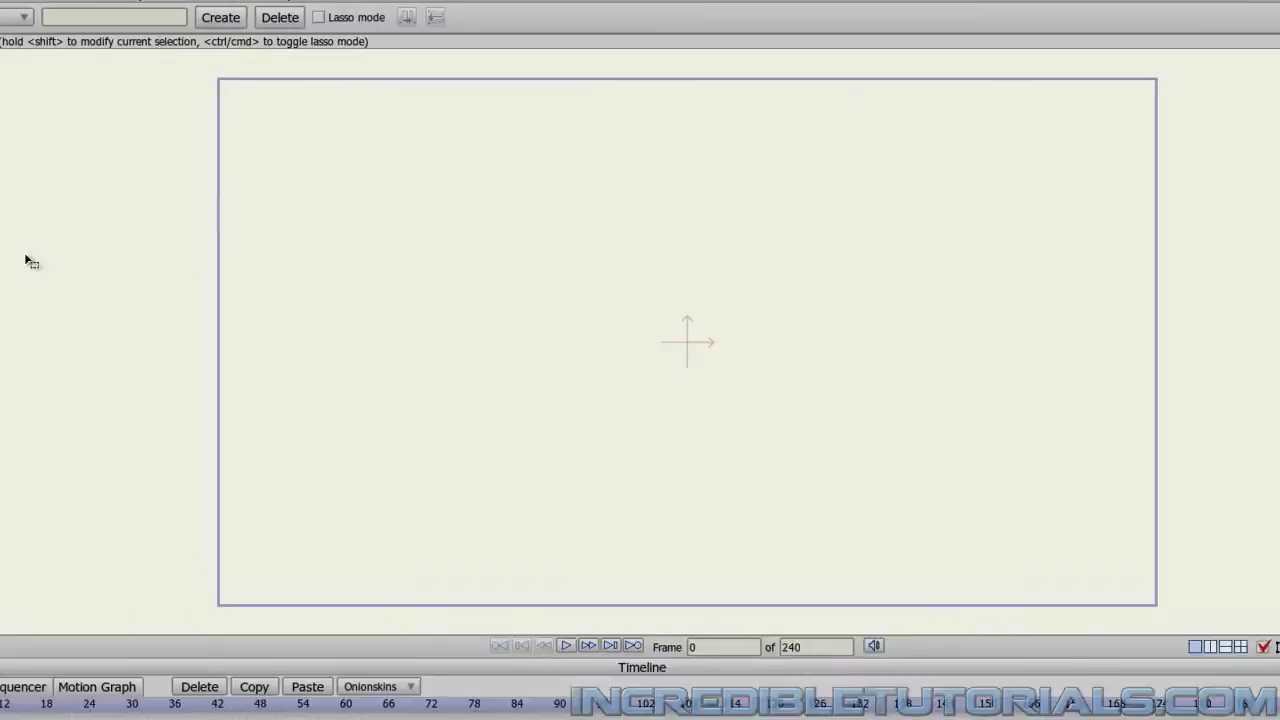 Create Delete Lasso mode
(hold <shift> to modify current selection, <ctrl/cmd> to toggle lasso mode)
Frame 0 of 240
Timeline
quencer Motion Graph Delete Copy Paste Onionskins
12 18 24 30 36 42 48 54 60 66 72 78 84 90 102
INCREDIBLETUTORIALS.COM